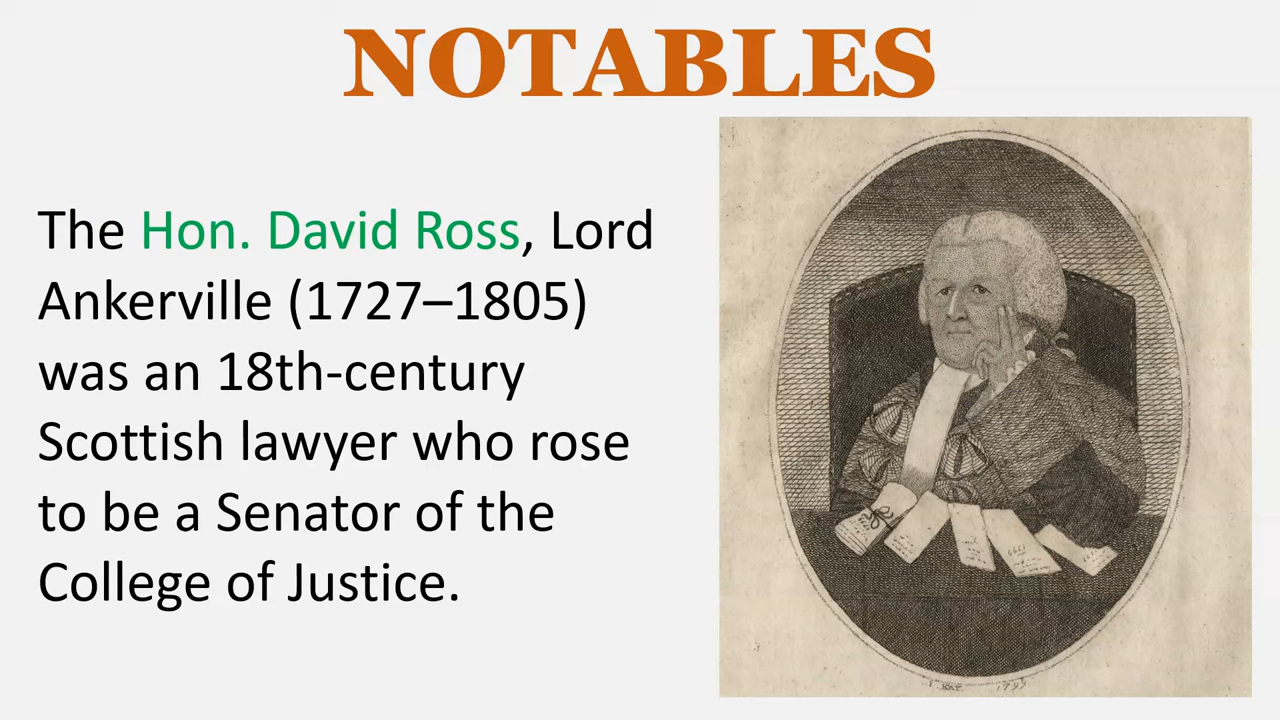 NOTABLES
The Hon. David Ross, Lord
Ankerville (1727–1805)
was an 18th-century
Scottish lawyer who rose
to be a Senator of the
College of Justice.
1799